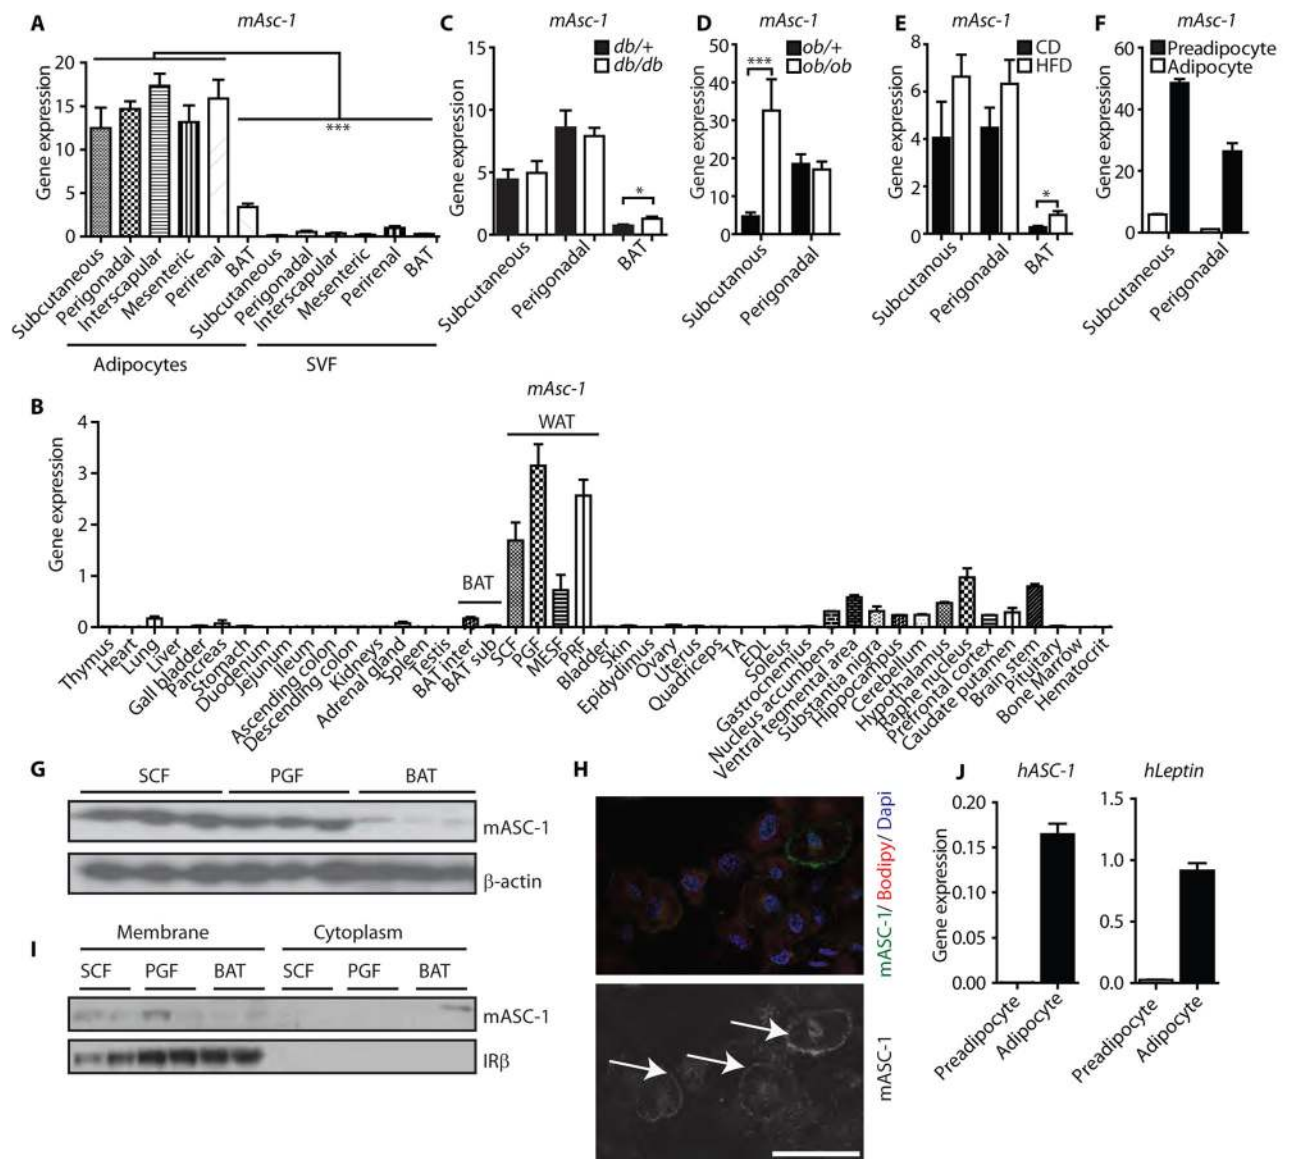 A
mAsc-1
Gene expression
20
15
10
5
0
***
Subcutaneous
Perigonadal
Interscapular
Mesenteric
Perirenal
BAT
Subcutaneous
Perigonadal
Interscapular
Mesenteric
Perirenal
BAT
Adipocytes
SVF
C
mAsc-1
Gene expression
15
10
5
0
db/+
db/db
*
Subcutaneous
Perigonadal
BAT
D
mAsc-1
Gene expression
50
40
30
20
10
0
ob/+
ob/ob
***
Subcutanous
Perigonadal
E
mAsc-1
Gene expression
8
6
4
2
0
CD
HFD
*
Subcutanous
Perigonadal
BAT
F
mAsc-1
Gene expression
60
40
20
0
Preadipocyte
Adipocyte
Subcutaneous
Perigonadal
B
mAsc-1
Gene expression
4
3
2
1
0
BAT
WAT
Thymus
Heart
Lung
Liver
Gall bladder
Pancreas
Stomach
Duodenum
Jejunum
Ileum
Ascending colon
Descending colon
Kidneys
Adrenal gland
Spleen
Testis
BAT inter
BAT sub
SCF
PGF
MESF
PRF
Bladder
Skin
Epidydimus
Ovary
Uterus
Quadriceps
TA
EDL
Soleus
Gastrocnemius
Nucleus accumbens
Ventral tegmental area
Substantia nigra
Hippocampus
Cerebellum
Hypothalamus
Raphe nucleus
Prefrontal cortex
Caudate putamen
Brain stem
Pituitary
Bone Marrow
Hematocrit
G
SCF PGF BAT
mASC-1
β-actin
H
mASC-1/ Bodipy/ Dapi
mASC-1
I
Membrane Cytoplasm
SCF PGF BAT SCF PGF BAT
mASC-1
IRβ
J
hASC-1
Gene expression
0.20
0.15
0.10
0.05
0.00
Preadipocyte
Adipocyte
hLeptin
1.5
1.0
0.5
0.0
Preadipocyte
Adipocyte